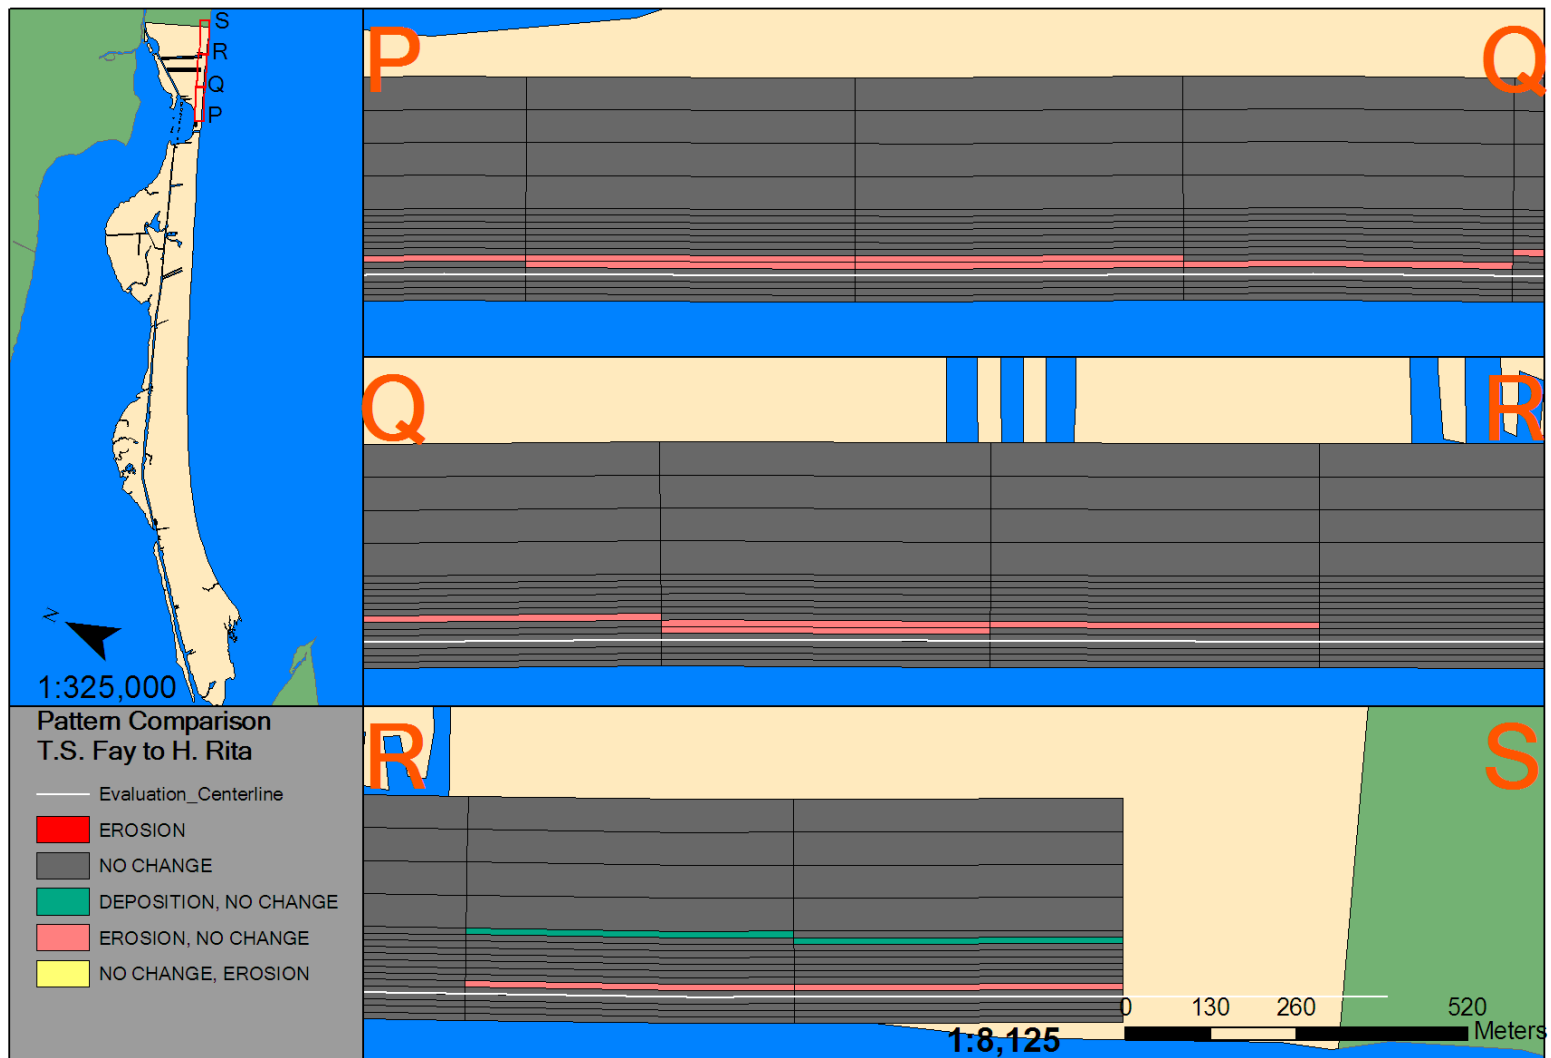 S
R
Q
P
N
1:325,000
P
Q
Q
R
R
S
Pattern Comparison
T.S. Fay to H. Rita
Evaluation_Centerline
EROSION
NO CHANGE
DEPOSITION, NO CHANGE
EROSION, NO CHANGE
NO CHANGE, EROSION
0 130 260 520
Meters
1:8,125